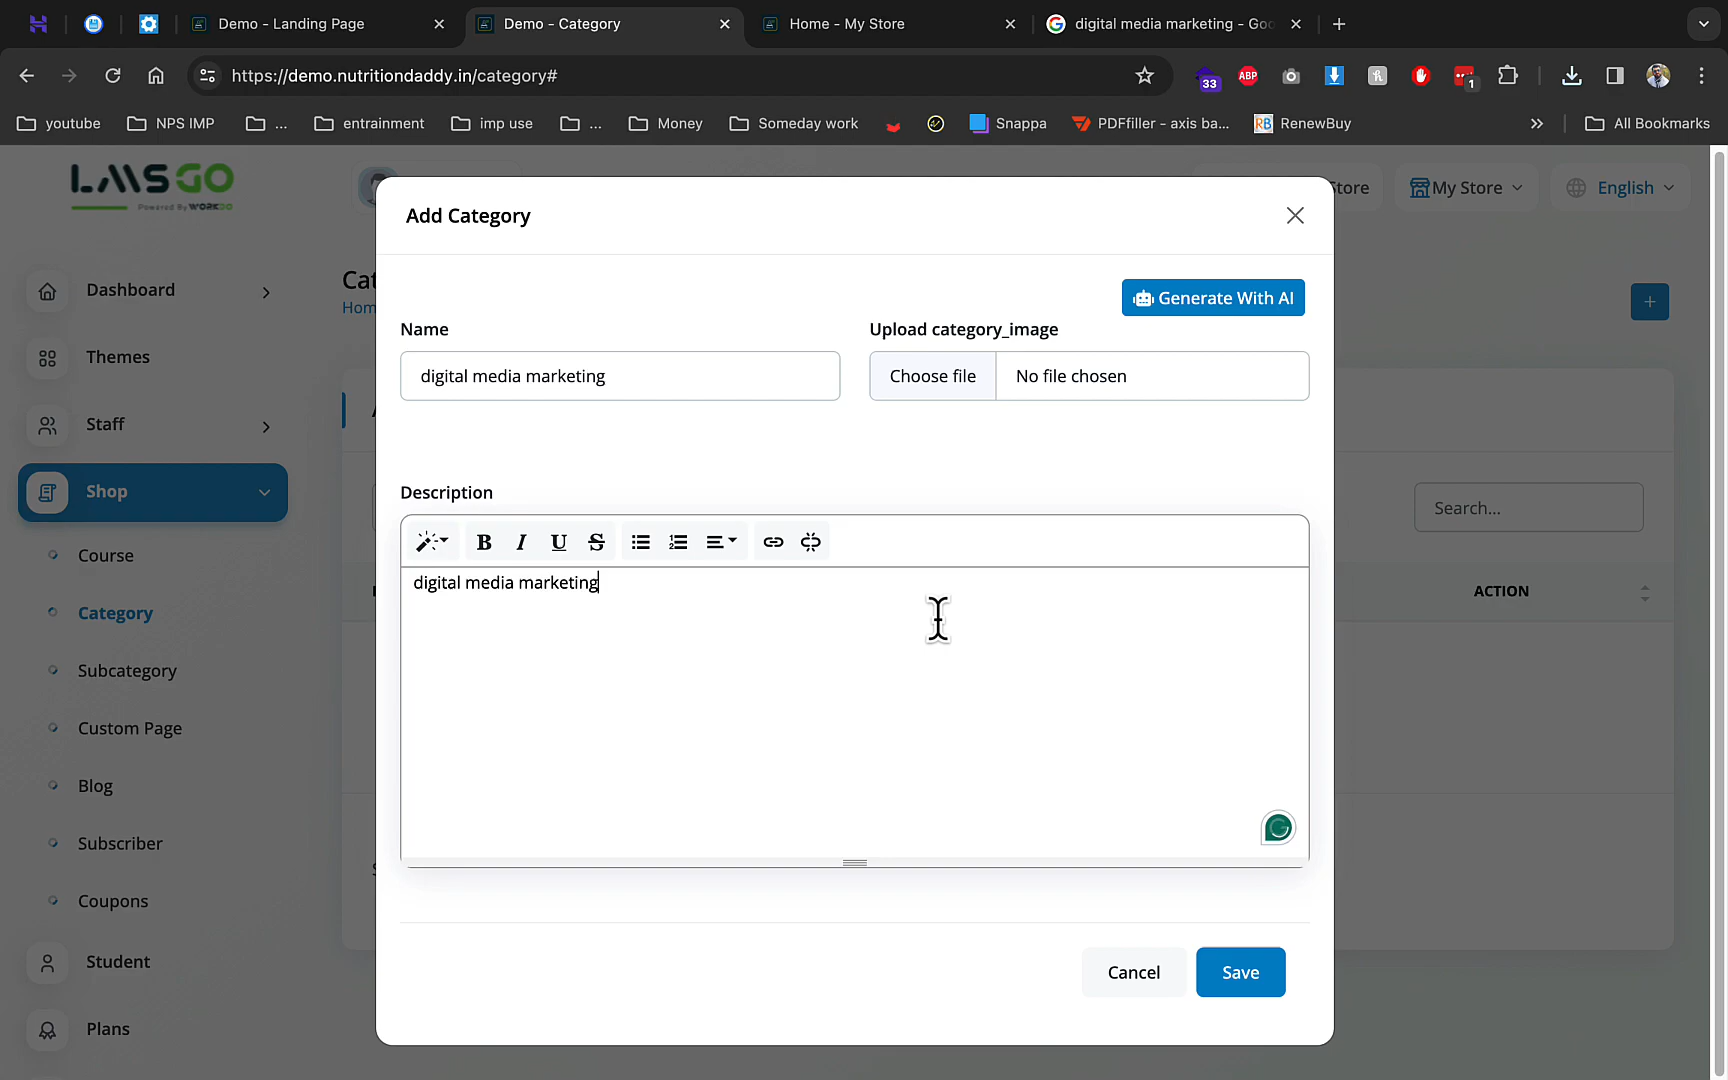 Demo - Landing Page
Demo - Category
Home - My Store
digital media marketing - Goo
https://demo.nutritiondaddy.in/category#
ABP
33
1
youtube
NPS IMP
...
entrainment
imp use
...
Money
Someday work
Snappa
PDFfiller - axis ba...
RB RenewBuy
All Bookmarks
LMSGO
Powered By WORKDO
Store
My Store
English
Dashboard
Themes
Staff
Shop
Course
Category
Subcategory
Custom Page
Blog
Subscriber
Coupons
Student
Plans
Cat
Hom
Search...
ACTION
Add Category
Generate With AI
Name
Upload category_image
digital media marketing
Choose file
No file chosen
Description
B I U S
digital media marketing
Cancel
Save